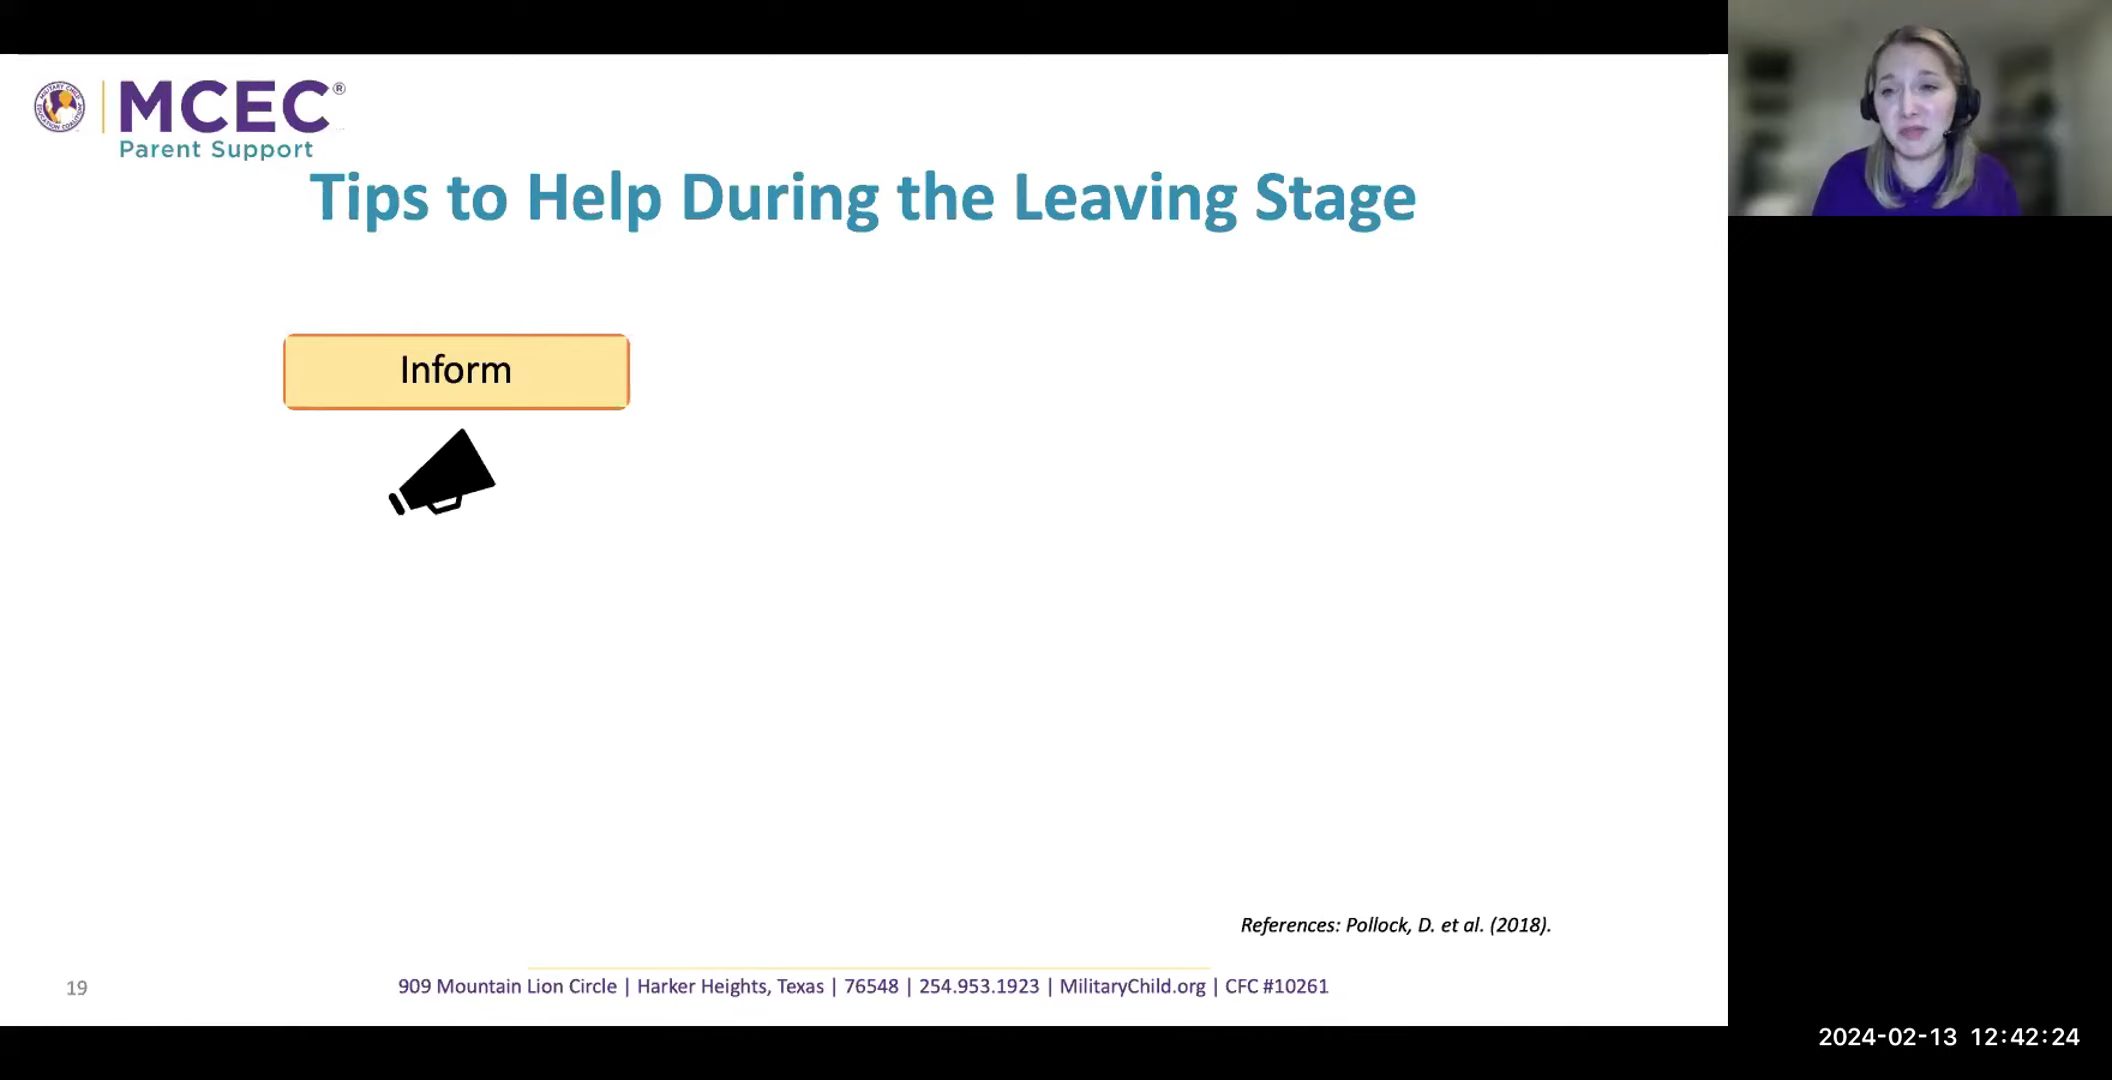 MCEC®
Parent Support
Tips to Help During the Leaving Stage
Inform
References: Pollock, D. et al. (2018).
19
909 Mountain Lion Circle | Harker Heights, Texas | 76548 | 254.953.1923 | MilitaryChild.org | CFC #10261
2024-02-13 12:42:24